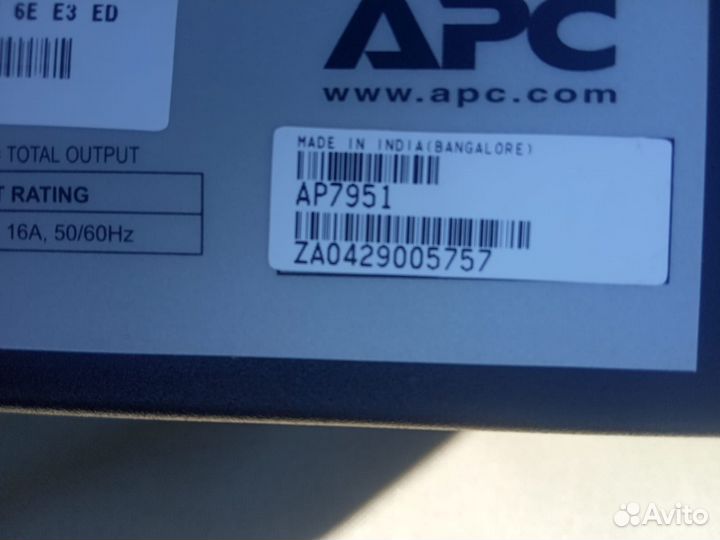 6E E3 ED
APC
www.apc.com
MADE IN INDIA(BANGALORE)
AP7951
ZA0429005757
TOTAL OUTPUT
T RATING
16A, 50/60Hz
Avito